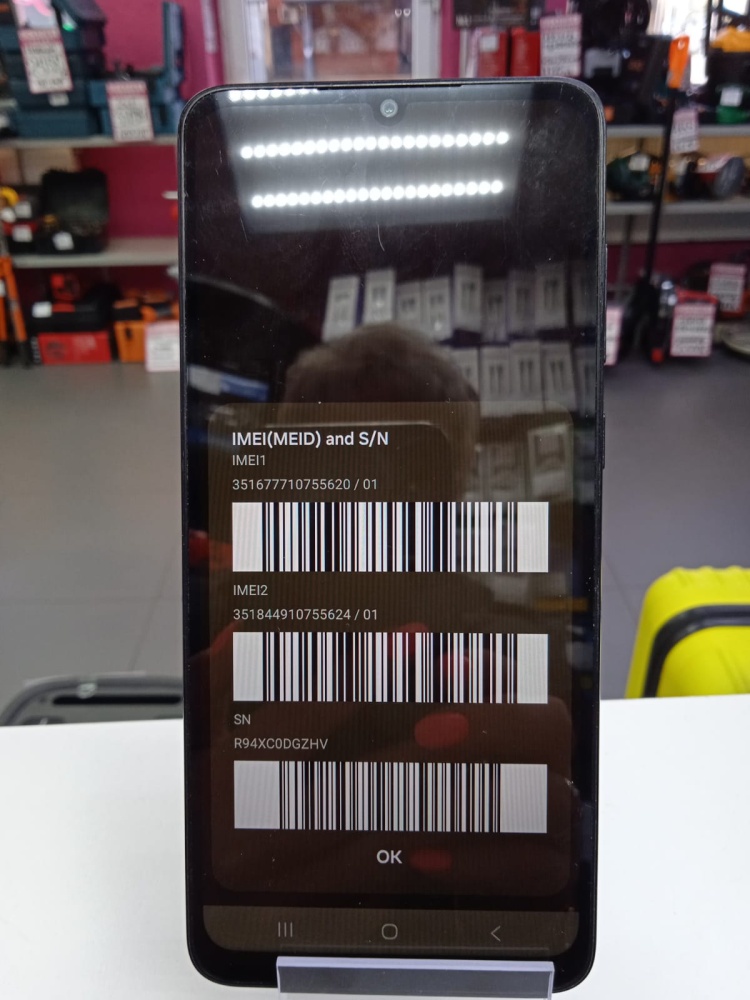 IMEI(MEID) and S/N
IMEI1
351677710755620 / 01
IMEI2
351844910755624 / 01
SN
R94XC0DGZHV
OK